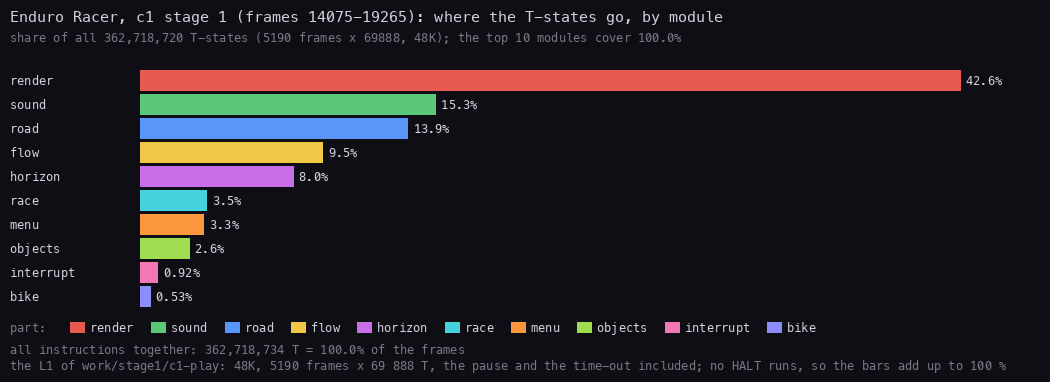 Enduro Racer, c1 stage 1 (frames 14075–19265): where the T-states go, by module
share of all 362,718,720 T-states (5190 frames x 69888, 48K); the top 10 modules cover 100.0%
render 42.6%
sound 15.3%
road 13.9%
flow 9.5%
horizon 8.0%
race 3.5%
menu 3.3%
objects 2.6%
interrupt 0.92%
bike 0.53%
part: render sound road flow horizon race menu objects interrupt bike
all instructions together: 362,718,734 T = 100.0% of the frames
the L1 of work/stage1/c1-play: 48K, 5190 frames x 69 888 T, the pause and the time-out included; no HALT runs, so the bars add up to 100 %